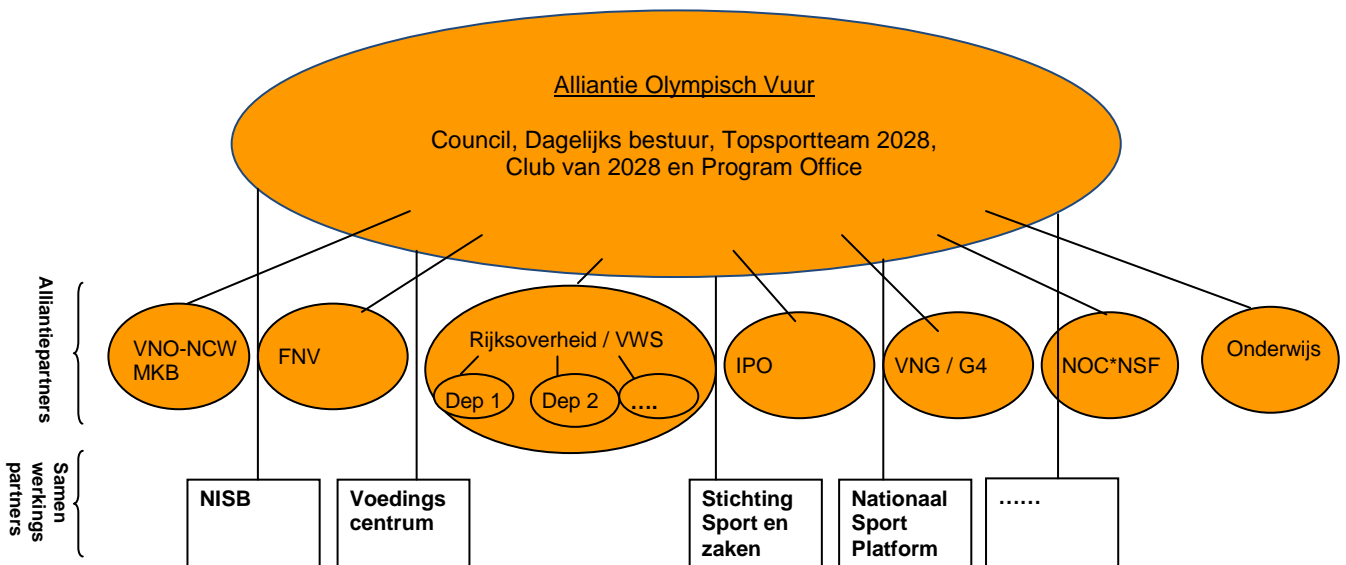 Alliantie Olympisch Vuur
Council, Dagelijks bestuur, Topsportteam 2028,
Club van 2028 en Program Office
Alliantiepartners
VNO-NCW
MKB
FNV
Rijksoverheid / VWS
Dep 1
Dep 2
....
IPO
VNG / G4
NOC*NSF
Onderwijs
Samen
werkings
partners
NISB
Voedings
centrum
Stichting
Sport en
zaken
Nationaal
Sport
Platform
......